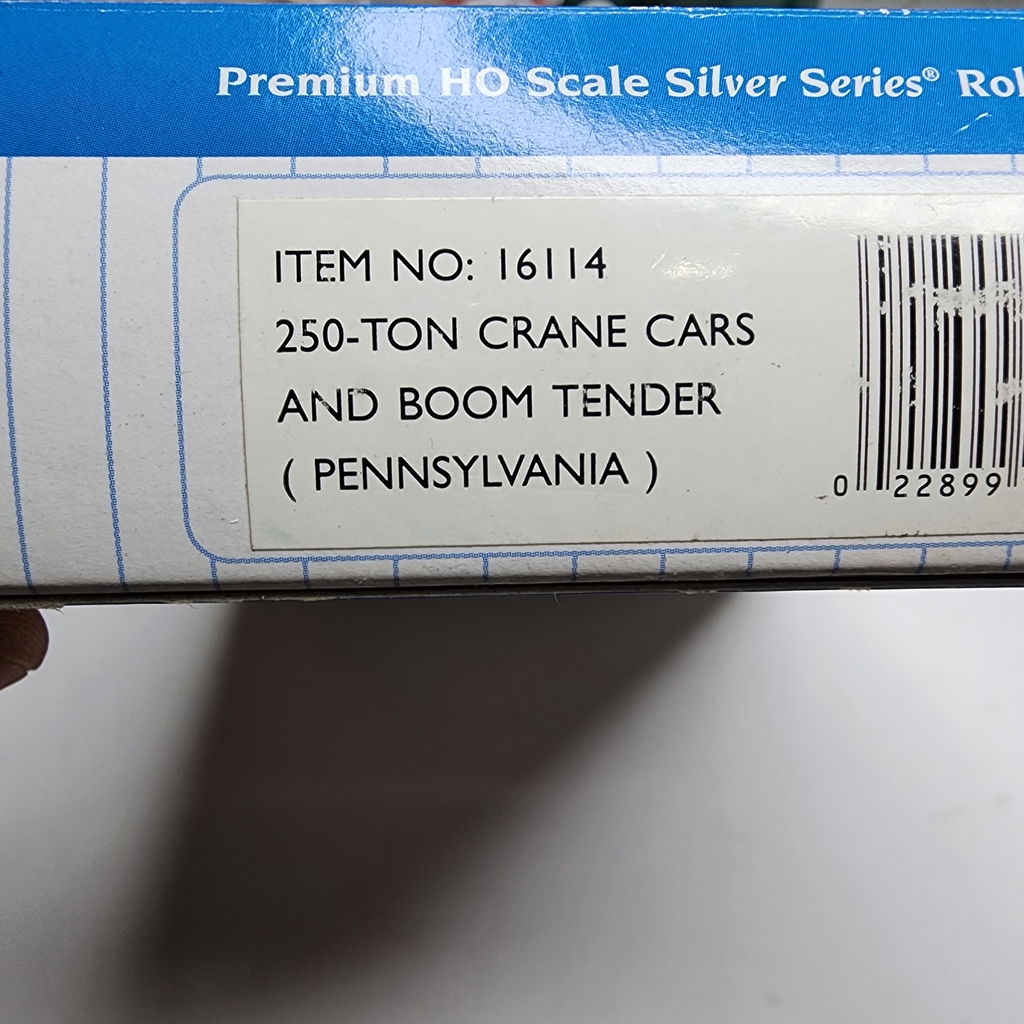 Premium HO Scale Silver Series®
ITEM NO: 16114
250-TON CRANE CARS
AND BOOM TENDER
( PENNSYLVANIA )
0 22899